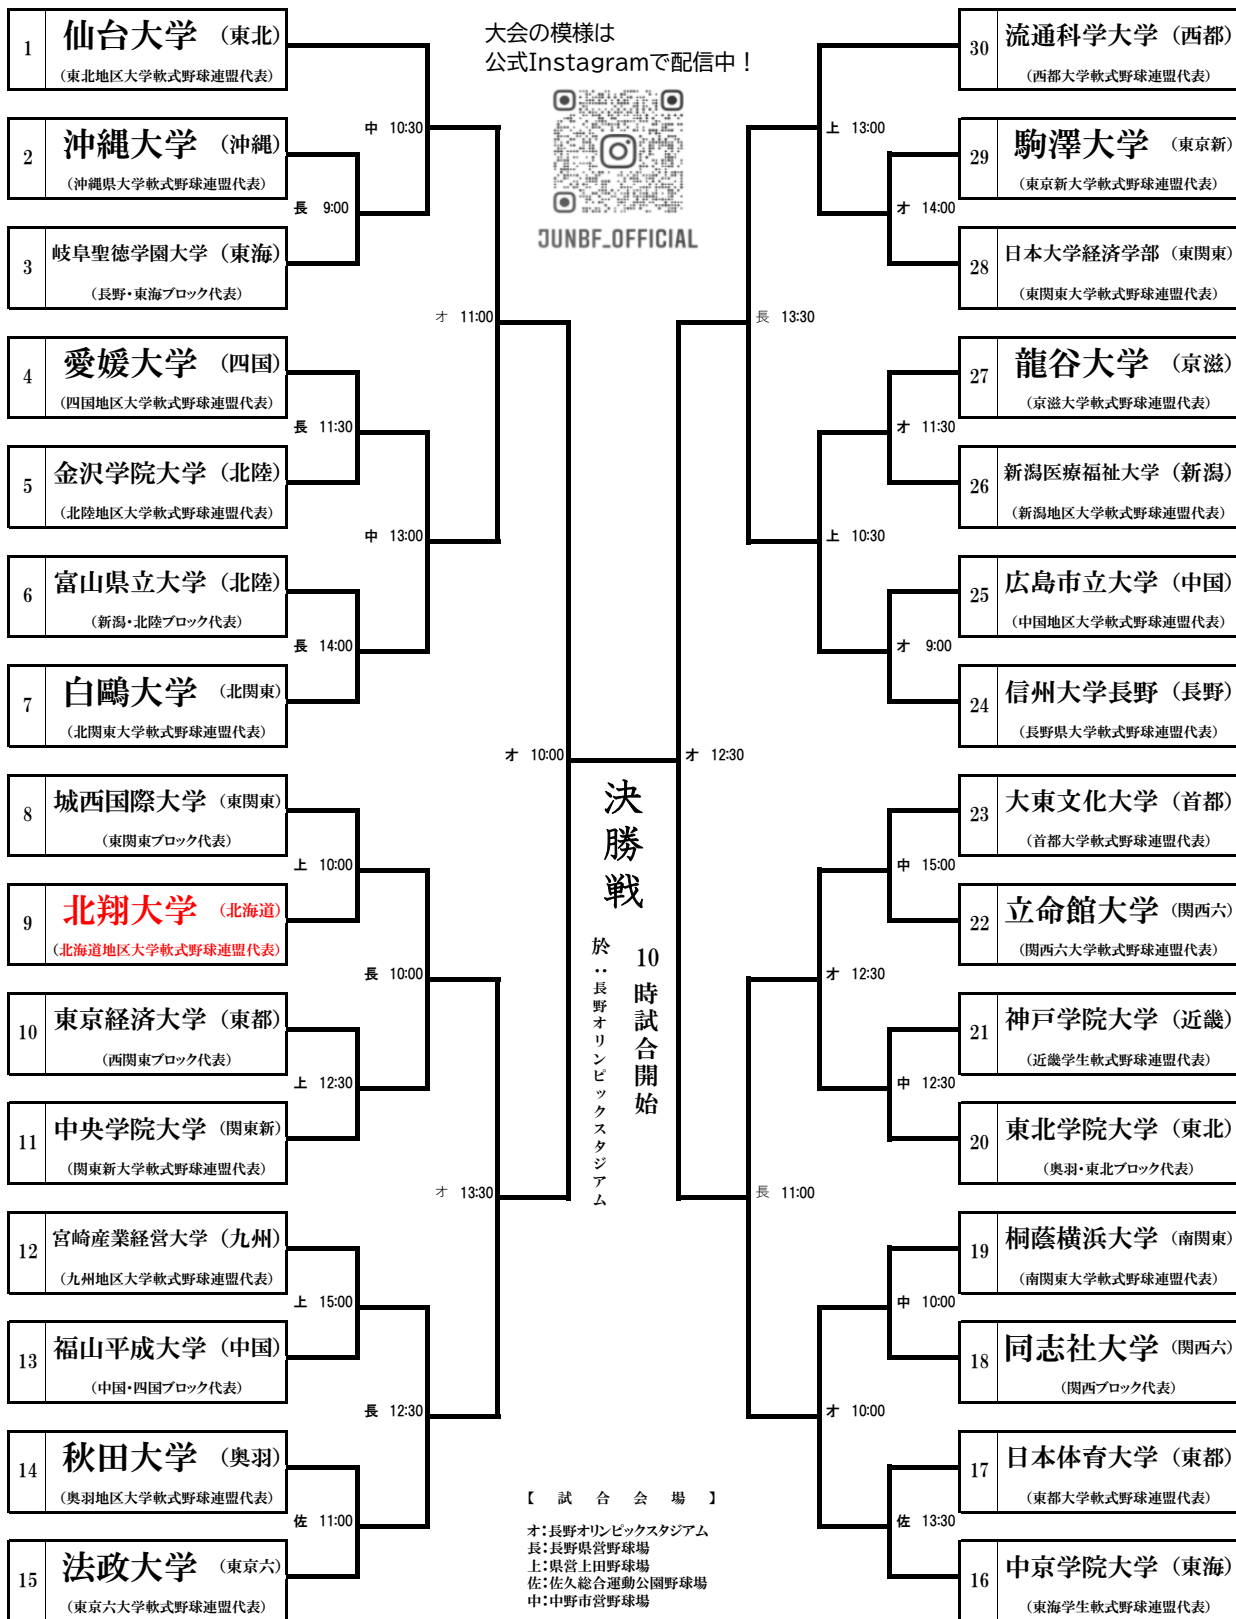 大会の模様は
公式Instagramで配信中！
JUNBF_OFFICIAL
1 仙台大学 （東北）
（東北地区大学軟式野球連盟代表）
中 10:30
2 沖縄大学 （沖縄）
（沖縄県大学軟式野球連盟代表）
長 9:00
3 岐阜聖徳学園大学 （東海）
（長野・東海ブロック代表）
オ 11:00
4 愛媛大学 （四国）
（四国地区大学軟式野球連盟代表）
長 11:30
5 金沢学院大学 （北陸）
（北陸地区大学軟式野球連盟代表）
中 13:00
6 富山県立大学 （北陸）
（新潟・北陸ブロック代表）
長 14:00
7 白鷗大学 （北関東）
（北関東大学軟式野球連盟代表）
オ 10:00
8 城西国際大学 （東関東）
（東関東ブロック代表）
上 10:00
9 北翔大学 （北海道）
（北海道地区大学軟式野球連盟代表）
長 10:00
10 東京経済大学 （東都）
（西関東ブロック代表）
上 12:30
11 中央学院大学 （関東新）
（関東新大学軟式野球連盟代表）
オ 13:30
12 宮崎産業経営大学 （九州）
（九州地区大学軟式野球連盟代表）
上 15:00
13 福山平成大学 （中国）
（中国・四国ブロック代表）
長 12:30
14 秋田大学 （奥羽）
（奥羽地区大学軟式野球連盟代表）
佐 11:00
15 法政大学 （東京六）
（東京六大学軟式野球連盟代表）
決勝戦
10時試合開始
於：長野オリンピックスタジアム
30 流通科学大学 （西都）
（西都大学軟式野球連盟代表）
上 13:00
29 駒澤大学 （東京新）
（東京新大学軟式野球連盟代表）
オ 14:00
28 日本大学経済学部 （東関東）
（東関東大学軟式野球連盟代表）
長 13:30
27 龍谷大学 （京滋）
（京滋大学軟式野球連盟代表）
オ 11:30
26 新潟医療福祉大学 （新潟）
（新潟地区大学軟式野球連盟代表）
上 10:30
25 広島市立大学 （中国）
（中国地区大学軟式野球連盟代表）
オ 9:00
24 信州大学長野 （長野）
（長野県大学軟式野球連盟代表）
オ 12:30
23 大東文化大学 （首都）
（首都大学軟式野球連盟代表）
中 15:00
22 立命館大学 （関西六）
（関西六大学軟式野球連盟代表）
オ 12:30
21 神戸学院大学 （近畿）
（近畿学生軟式野球連盟代表）
中 12:30
20 東北学院大学 （東北）
（奥羽・東北ブロック代表）
長 11:00
19 桐蔭横浜大学 （南関東）
（南関東大学軟式野球連盟代表）
中 10:00
18 同志社大学 （関西六）
（関西ブロック代表）
オ 10:00
17 日本体育大学 （東都）
（東都大学軟式野球連盟代表）
佐 13:30
16 中京学院大学 （東海）
（東海学生軟式野球連盟代表）
【 試 合 会 場 】
オ：長野オリンピックスタジアム
長：長野県営野球場
上：県営上田野球場
佐：佐久総合運動公園野球場
中：中野市営野球場